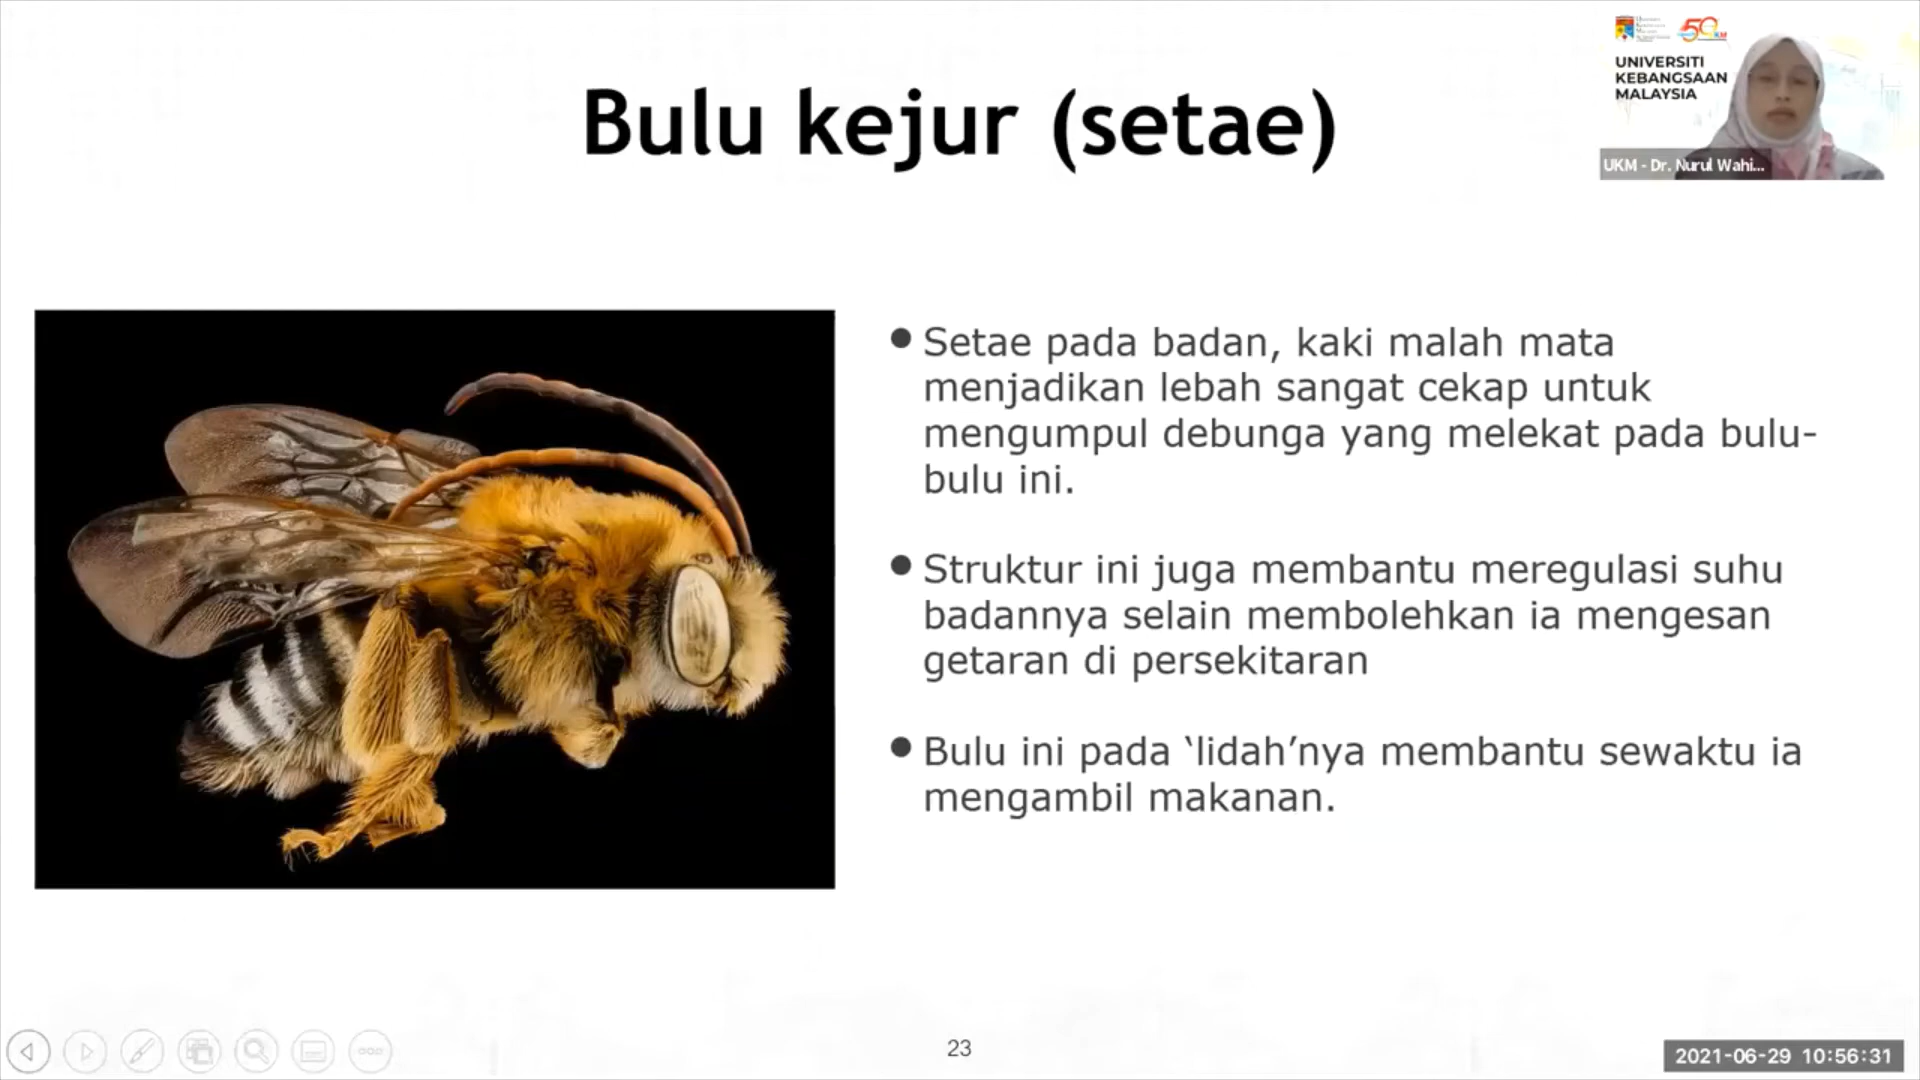 Bulu kejur (setae)
UNIVERSITI
KEBANGSAAN
MALAYSIA
UKM - Dr. Nurul Wahi...
Setae pada badan, kaki malah mata
menjadikan lebah sangat cekap untuk
mengumpul debunga yang melekat pada bulu-
bulu ini.
Struktur ini juga membantu meregulasi suhu
badannya selain membolehkan ia mengesan
getaran di persekitaran
Bulu ini pada ‘lidah’nya membantu sewaktu ia
mengambil makanan.
23
2021-06-29 10:56:31